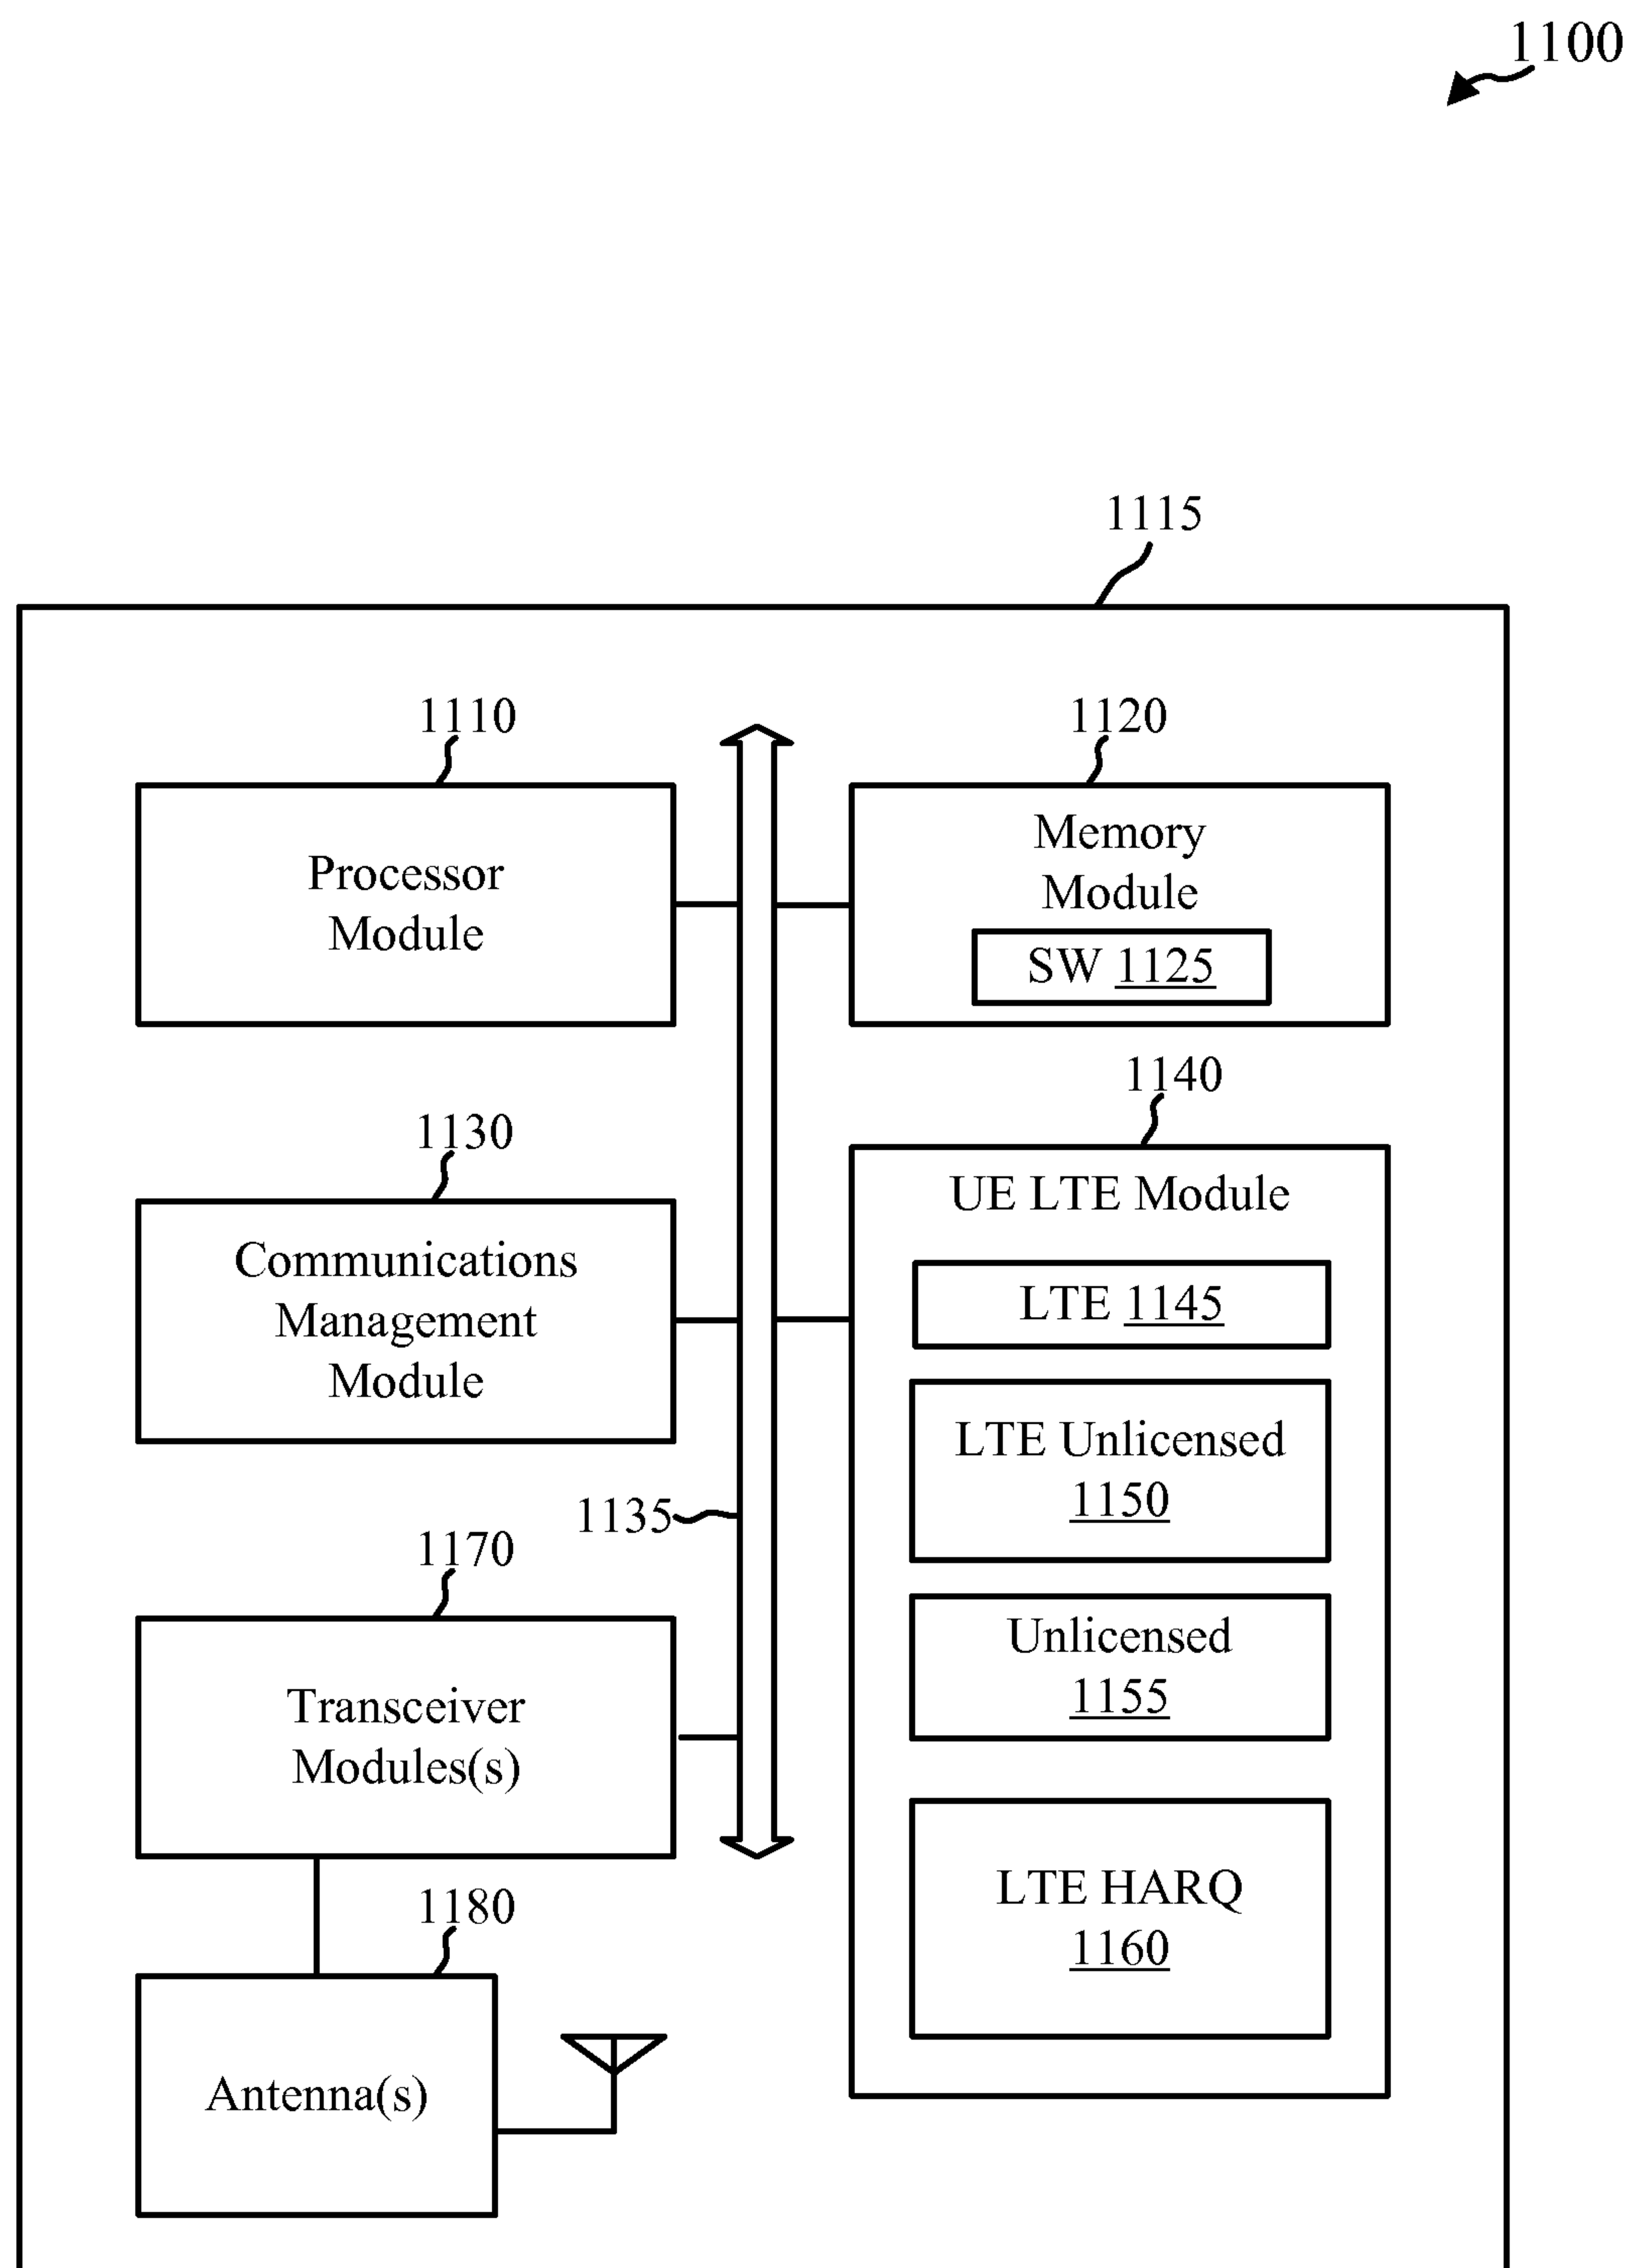 1100
1115
1110
Processor
Module
1120
Memory
Module
SW 1125
1130
Communications
Management
Module
1135
1140
UE LTE Module
LTE 1145
LTE Unlicensed
1150
Unlicensed
1155
LTE HARQ
1160
1170
Transceiver
Modules(s)
1180
Antenna(s)